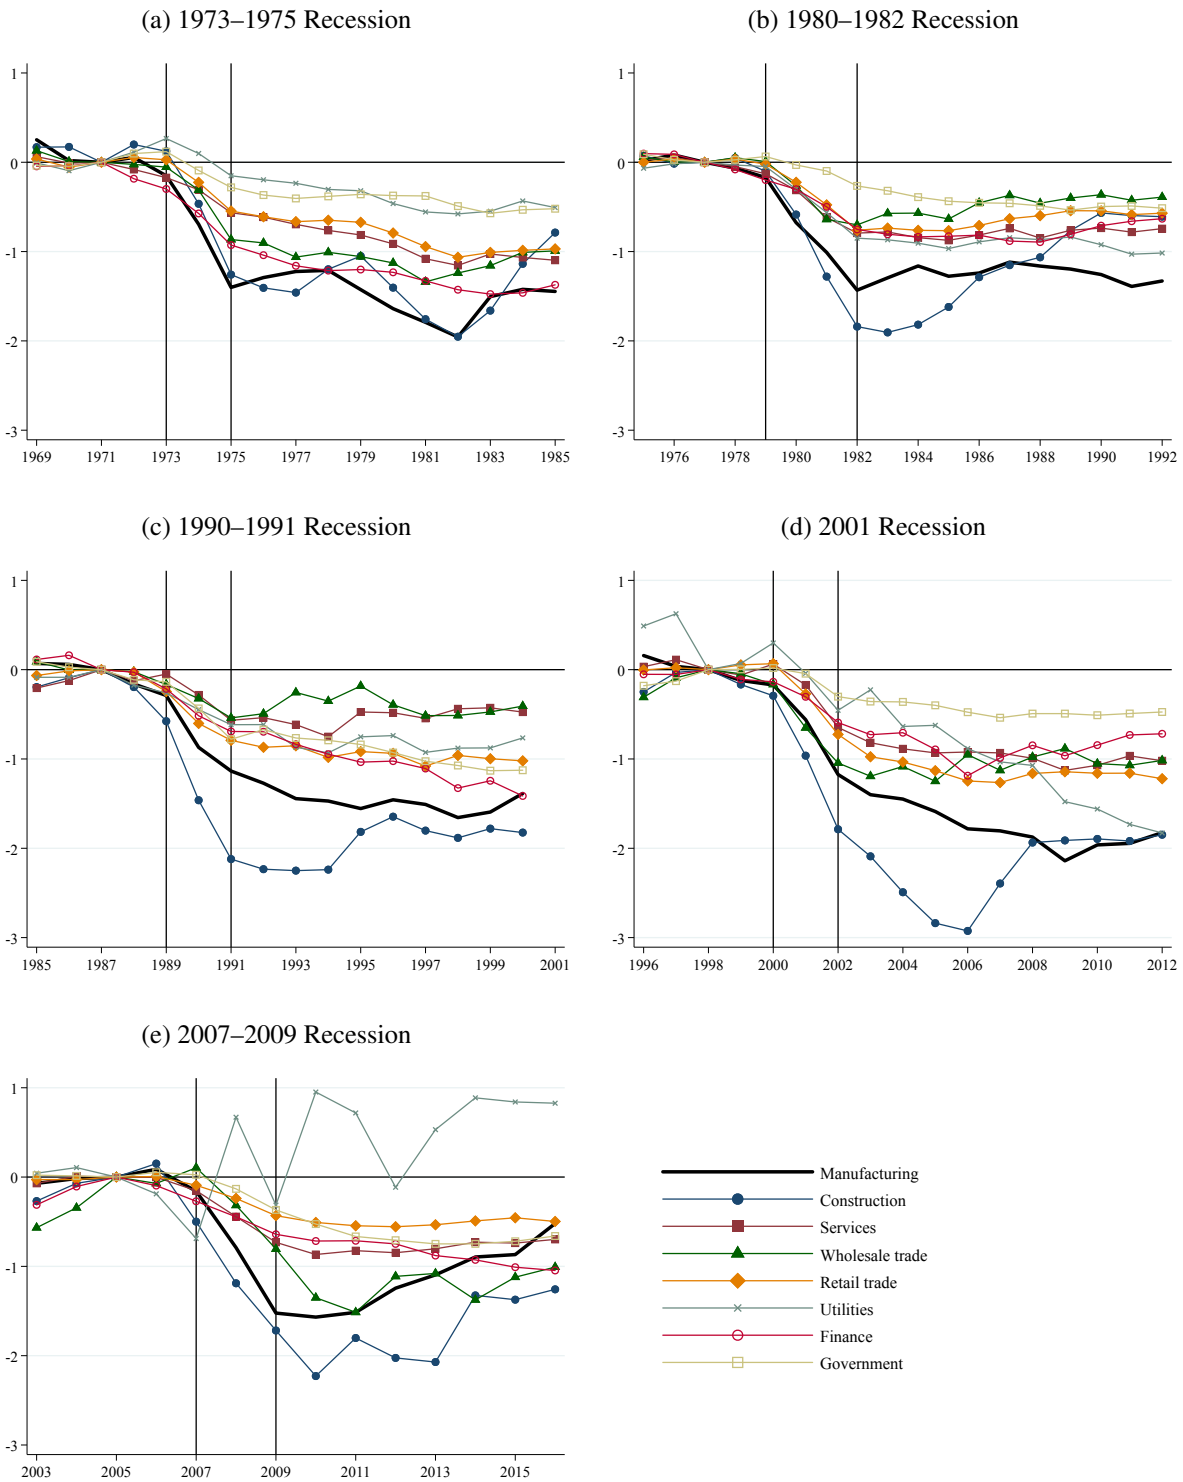 (a) 1973–1975 Recession
1
0
-1
-2
-3
1969 1971 1973 1975 1977 1979 1981 1983 1985
(b) 1980–1982 Recession
1
0
-1
-2
-3
1976 1978 1980 1982 1984 1986 1988 1990 1992
(c) 1990–1991 Recession
1
0
-1
-2
-3
1985 1987 1989 1991 1993 1995 1997 1999 2001
(d) 2001 Recession
1
0
-1
-2
-3
1996 1998 2000 2002 2004 2006 2008 2010 2012
(e) 2007–2009 Recession
1
0
-1
-2
-3
2003 2005 2007 2009 2011 2013 2015
Manufacturing
Construction
Services
Wholesale trade
Retail trade
Utilities
Finance
Government